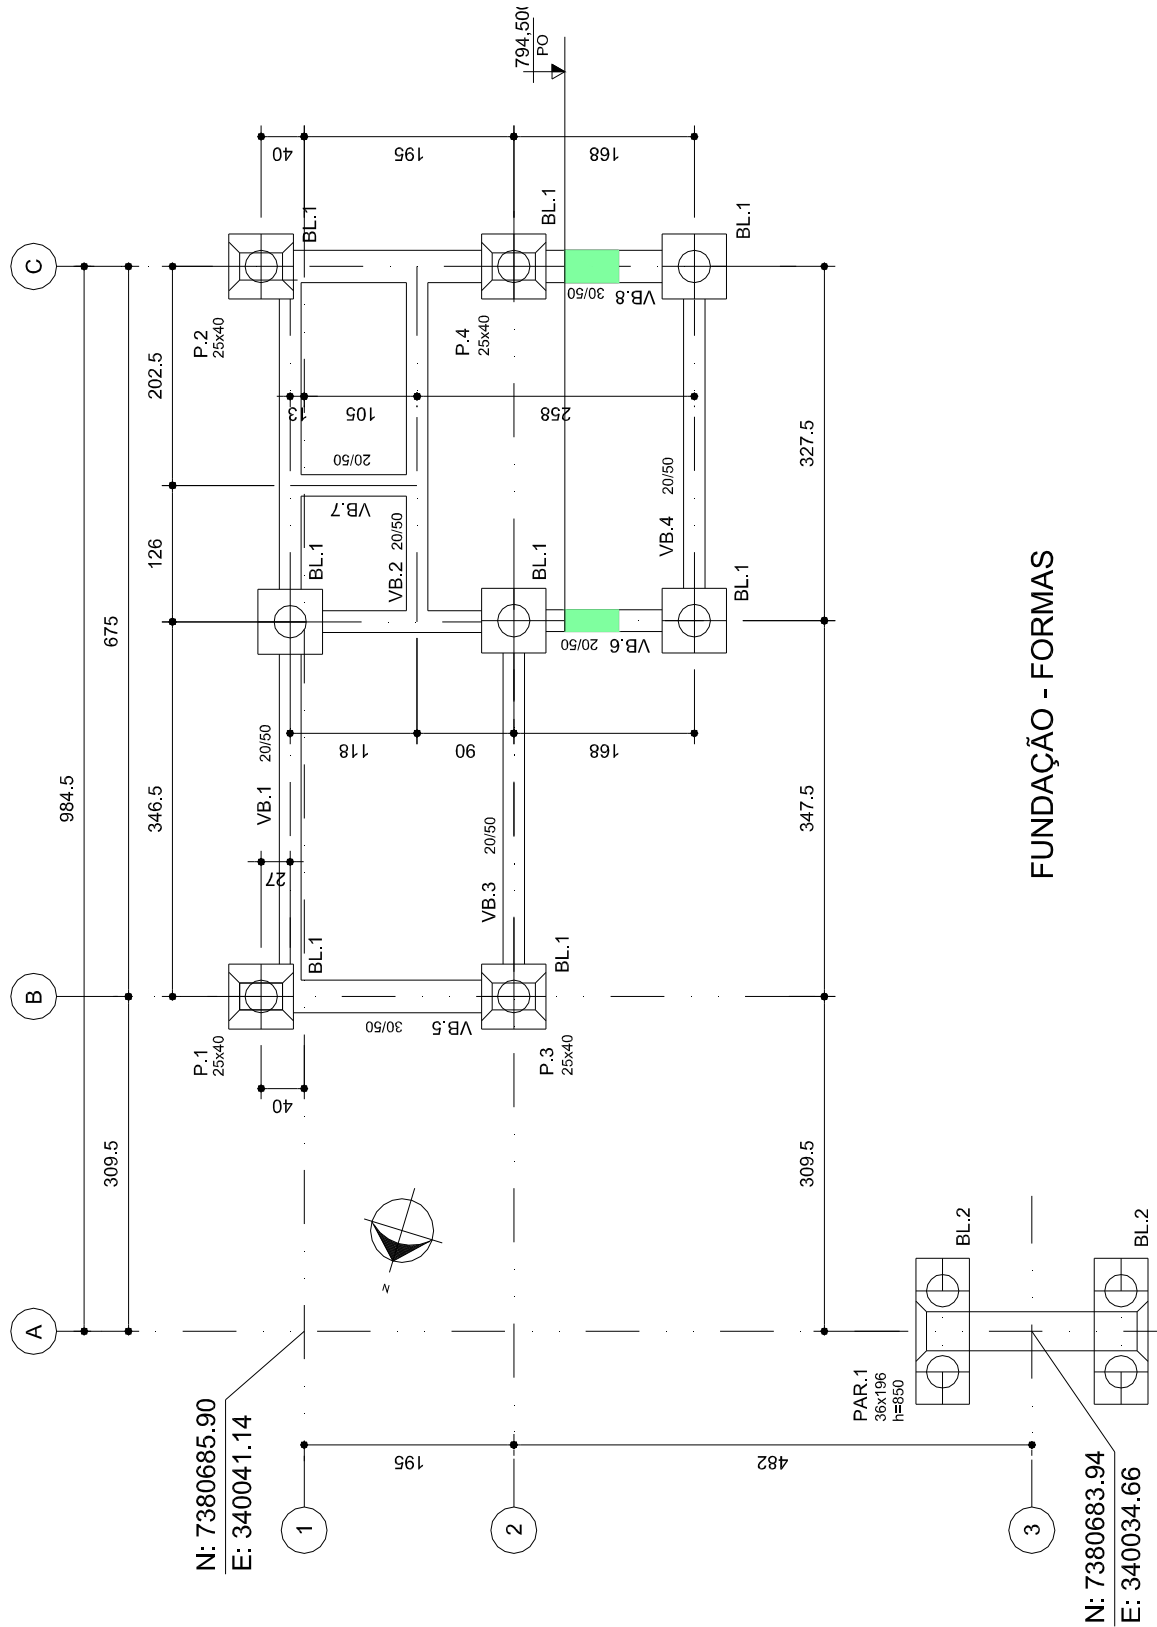 C
B
A
984.5
675
309.5
202.5
126
346.5
P.2
25x40
BL.1
40
195
168
794,50
PO
P.4
25x40
BL.1
30/50
VB.8
BL.1
13
105
258
20/50
VB.7
BL.1
VB.2 20/50
BL.1
20/50
VB.6
VB.4 20/50
BL.1
327.5
VB.1 20/50
118
90
168
27
VB.3 20/50
347.5
P.1
25x40
BL.1
30/50
VB.5
P.3
25x40
BL.1
40
309.5
N
N: 7380685.90
E: 340041.14
1
195
2
482
3
PAR.1
36x196
h=850
BL.2
BL.2
N: 7380683.94
E: 340034.66
FUNDAÇÃO - FORMAS